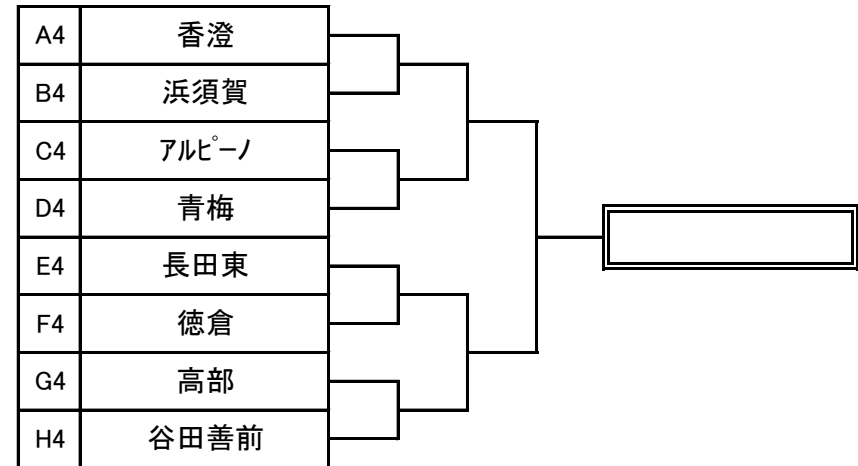 A4 香澄
B4 浜須賀
C4 アルピーノ
D4 青梅
E4 長田東
F4 徳倉
G4 高部
H4 谷田善前